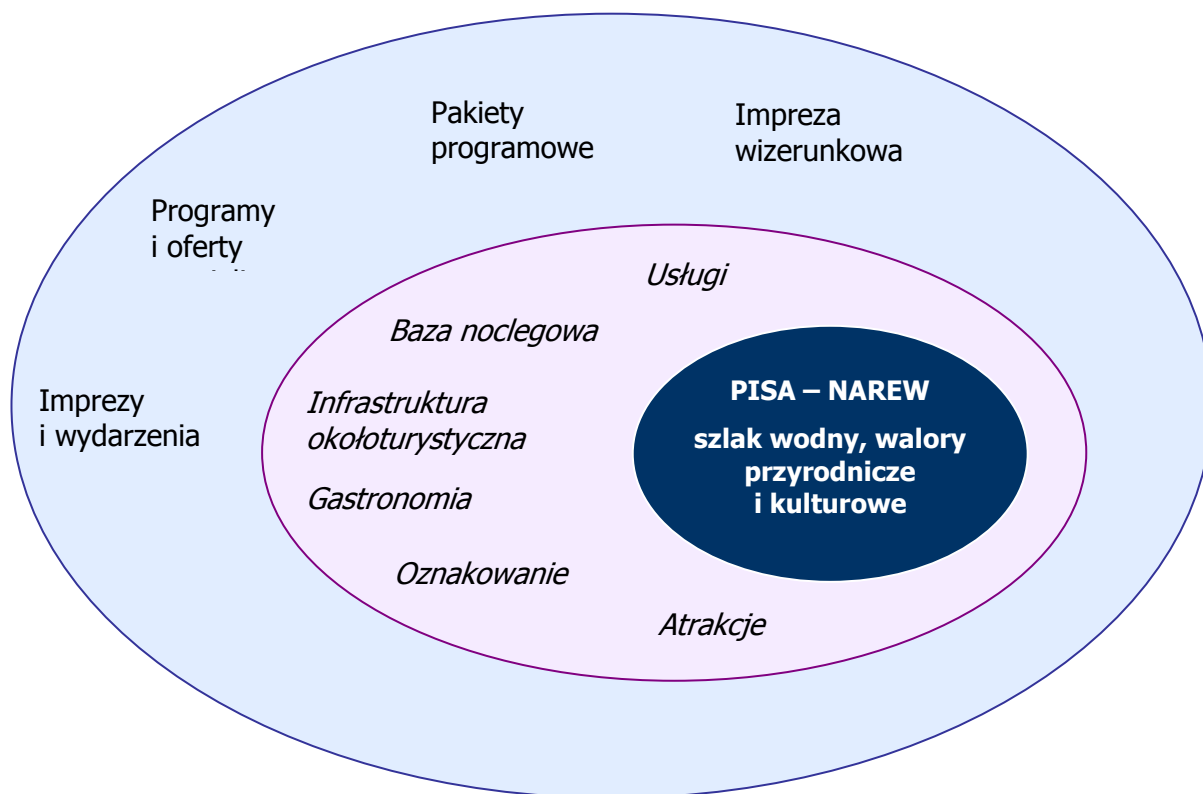 Pakiety
programowe
Impreza
wizerunkowa
Programy
i oferty
Usługi
Baza noclegowa
Imprezy
i wydarzenia
Infrastruktura
okołoturystyczna
Gastronomia
Oznakowanie
Atrakcje
PISA – NAREW
szlak wodny, walory
przyrodnicze
i kulturowe